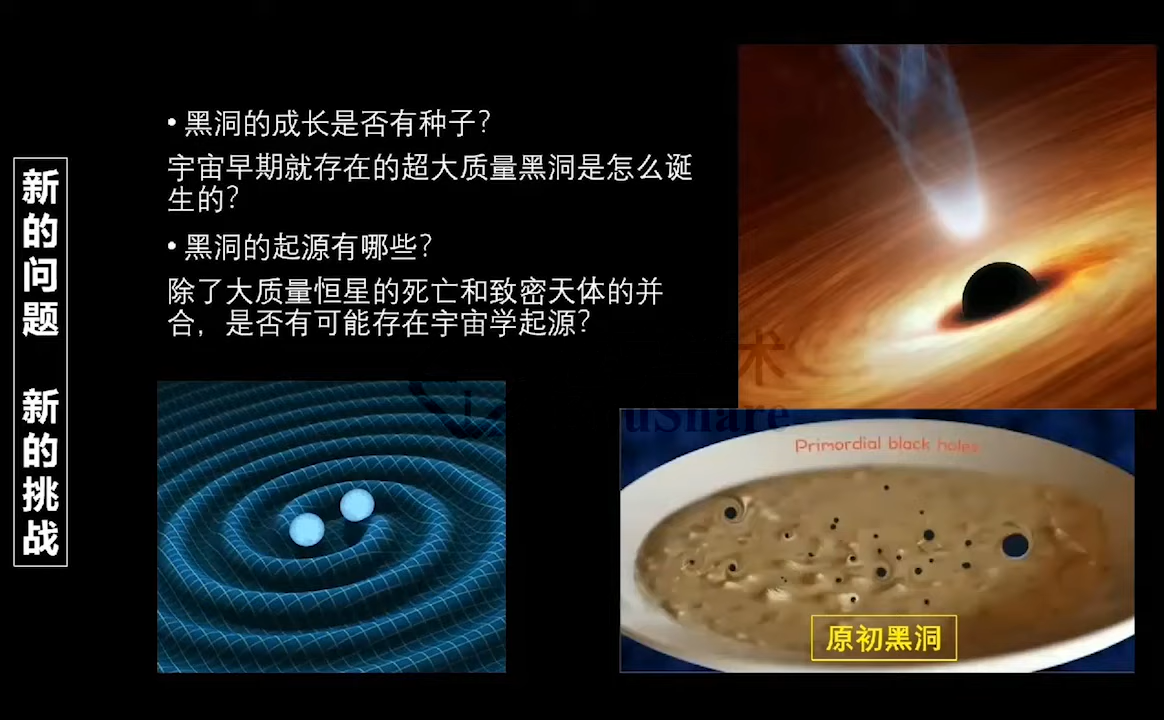 新的问题 新的挑战
• 黑洞的成长是否有种子?
宇宙早期就存在的超大质量黑洞是怎么诞
生的?
• 黑洞的起源有哪些?
除了大质量恒星的死亡和致密天体的并
合，是否有可能存在宇宙学起源?
术
uShare
Primordial black holes
原初黑洞